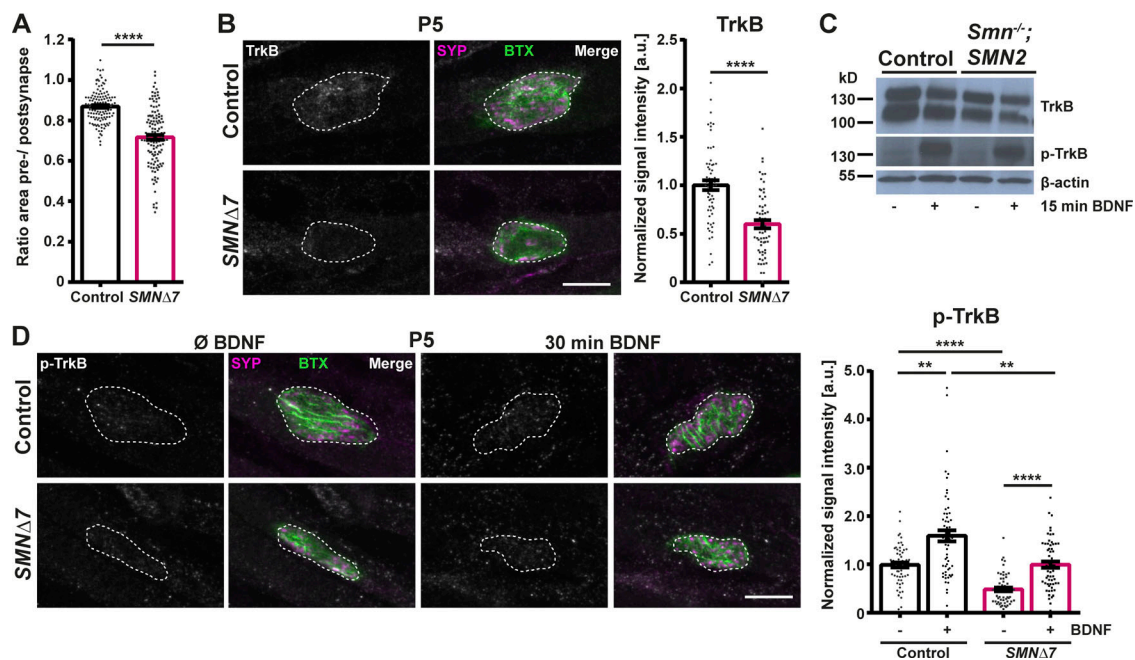 A
Ratio area pre-/ postsynapse
1.2
1.0
0.8
0.6
0.4
0.2
0
****
Control SMNΔ7
B
P5
TrkB
SYP BTX Merge
Control
SMNΔ7
TrkB
Normalized signal intensity [a.u.]
2.5
2.0
1.5
1.0
0.5
0
****
Control SMNΔ7
C
Control
Smn-/-;
SMN2
kD
130
100
TrkB
130
p-TrkB
55
β-actin
- + - + 15 min BDNF
D
Ø BDNF P5 30 min BDNF
p-TrkB
SYP BTX Merge
Control
SMNΔ7
p-TrkB
Normalized signal intensity [a.u.]
5.0
4.0
3.0
2.0
1.0
0
****
** **
****
- + - + BDNF
Control SMNΔ7